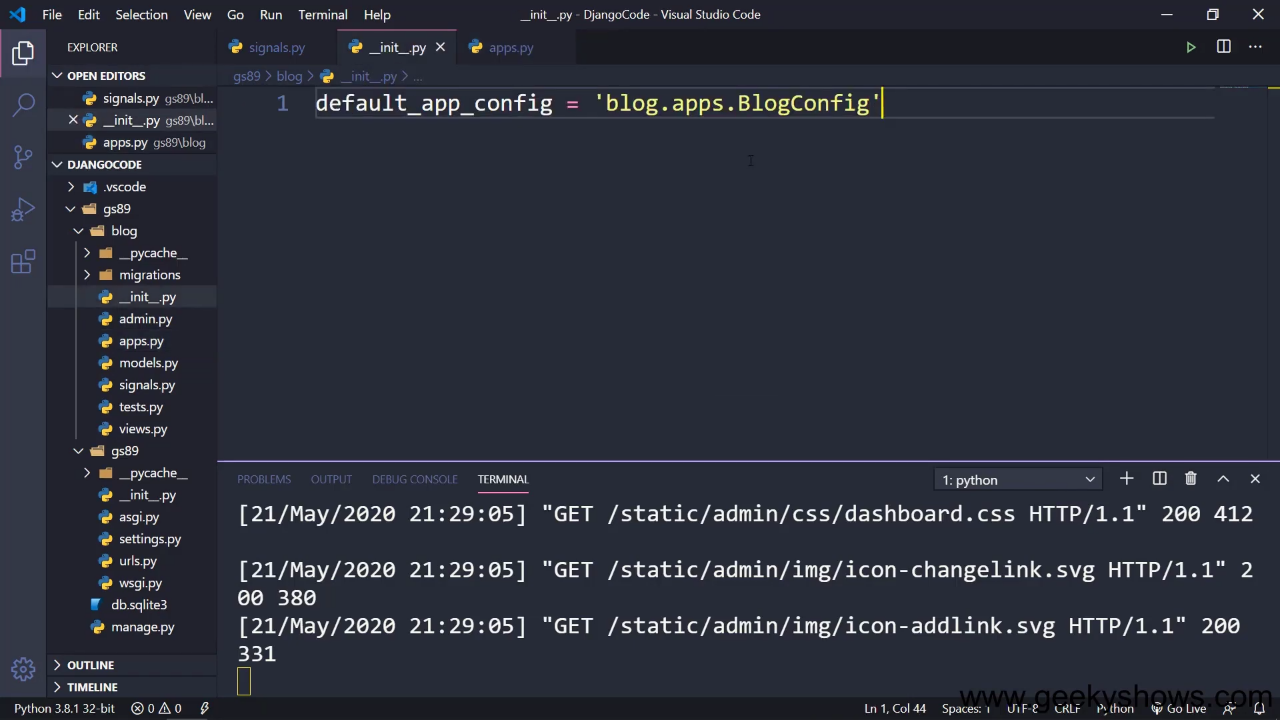 File Edit Selection View Go Run Terminal Help
__init__.py - DjangoCode - Visual Studio Code
EXPLORER
OPEN EDITORS
signals.py gs89\bl...
__init__.py gs89\bl...
apps.py gs89\blog
DJANGOCODE
.vscode
gs89
blog
__pycache__
migrations
__init__.py
admin.py
apps.py
models.py
signals.py
tests.py
views.py
gs89
__pycache__
__init__.py
asgi.py
settings.py
urls.py
wsgi.py
db.sqlite3
manage.py
OUTLINE
TIMELINE
signals.py __init__.py apps.py
gs89 > blog > __init__.py > ...
1 default_app_config = 'blog.apps.BlogConfig'
PROBLEMS OUTPUT DEBUG CONSOLE TERMINAL
1: python
[21/May/2020 21:29:05] "GET /static/admin/css/dashboard.css HTTP/1.1" 200 412
[21/May/2020 21:29:05] "GET /static/admin/img/icon-changelink.svg HTTP/1.1" 2
00 380
[21/May/2020 21:29:05] "GET /static/admin/img/icon-addlink.svg HTTP/1.1" 200
331
www.geekyshows.com
Python 3.8.1 32-bit 0 0 Ln 1, Col 44 Spaces: 1 UTF-8 CRLF Python Go Live